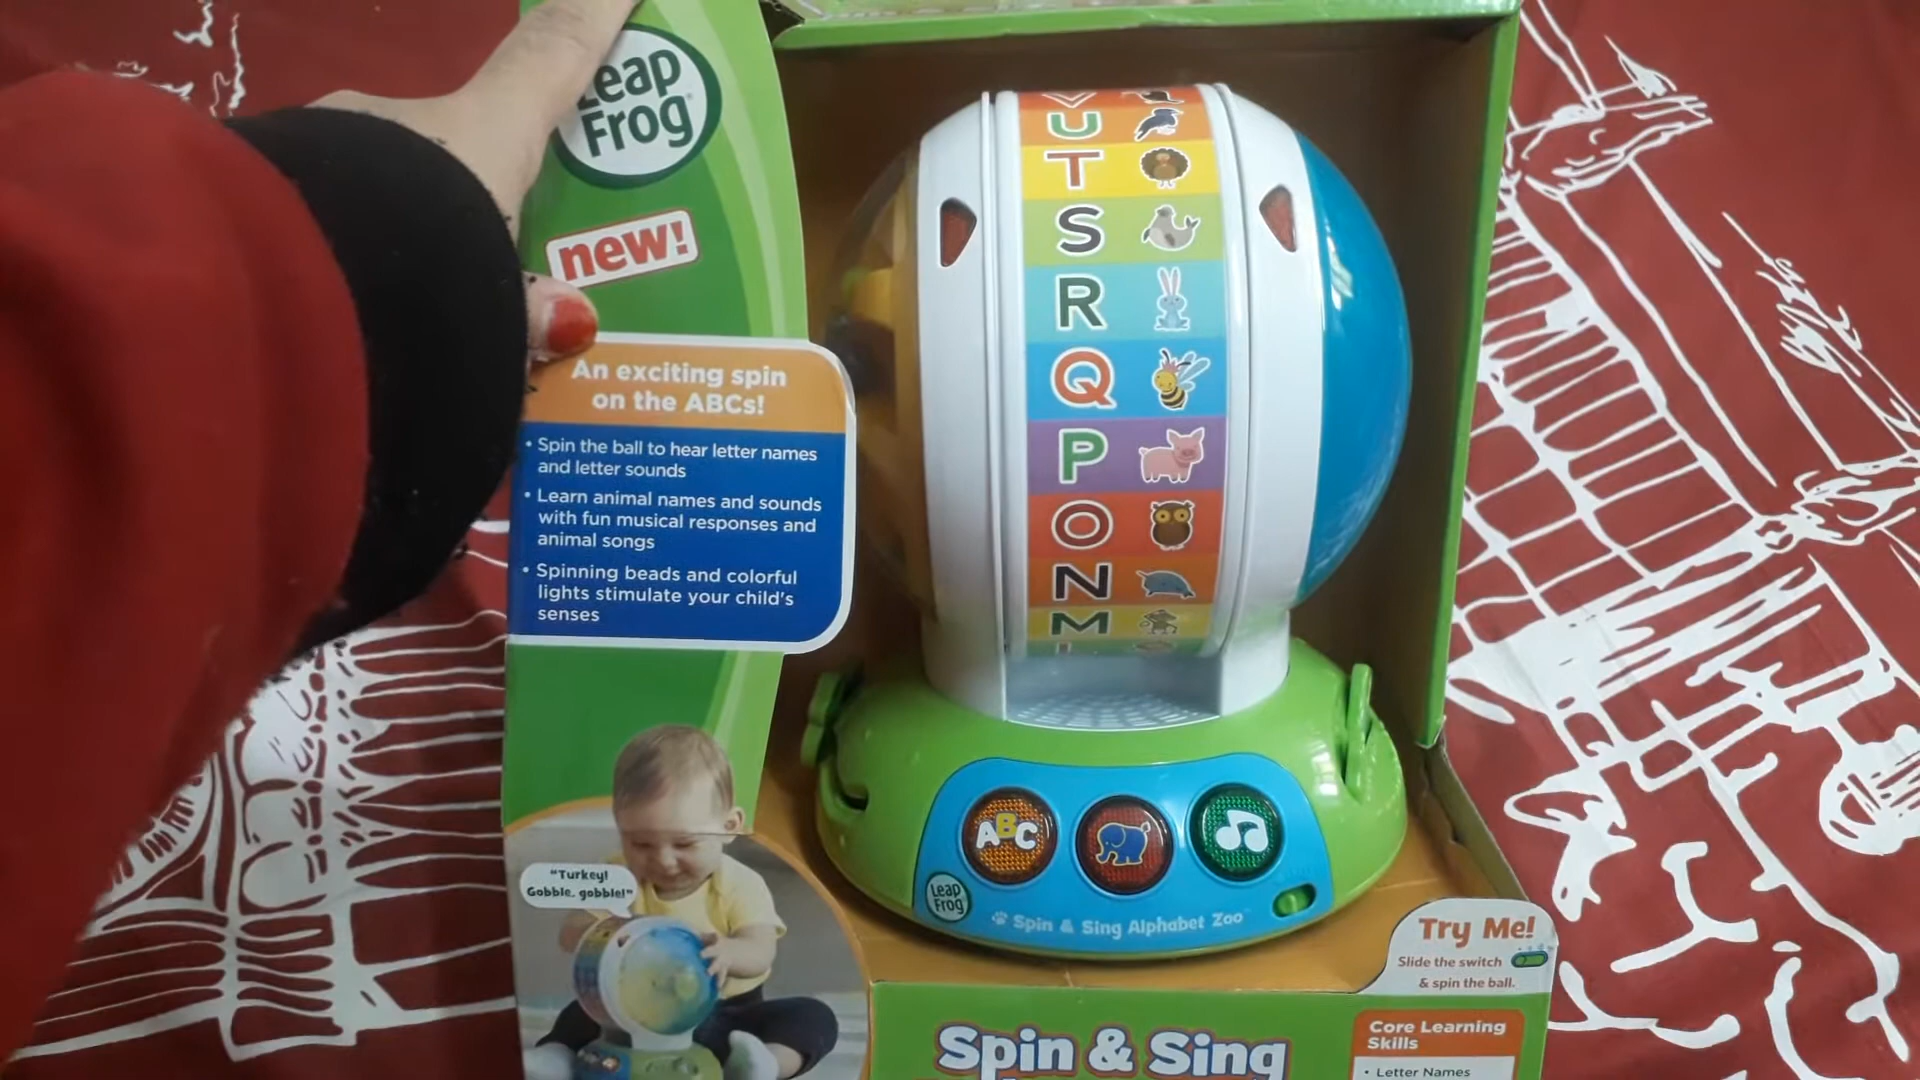 Leap
Frog
new!
An exciting spin
on the ABCs!
• Spin the ball to hear letter names
and letter sounds
• Learn animal names and sounds
with fun musical responses and
animal songs
• Spinning beads and colorful
lights stimulate your child's
senses
"Turkey!
Gobble, gobble!"
V
U
T
S
R
Q
P
O
N
M
ABC
Leap
Frog
Spin & Sing Alphabet Zoo
Try Me!
Slide the switch
& spin the ball.
Spin & Sing
Core Learning
Skills
• Letter Names